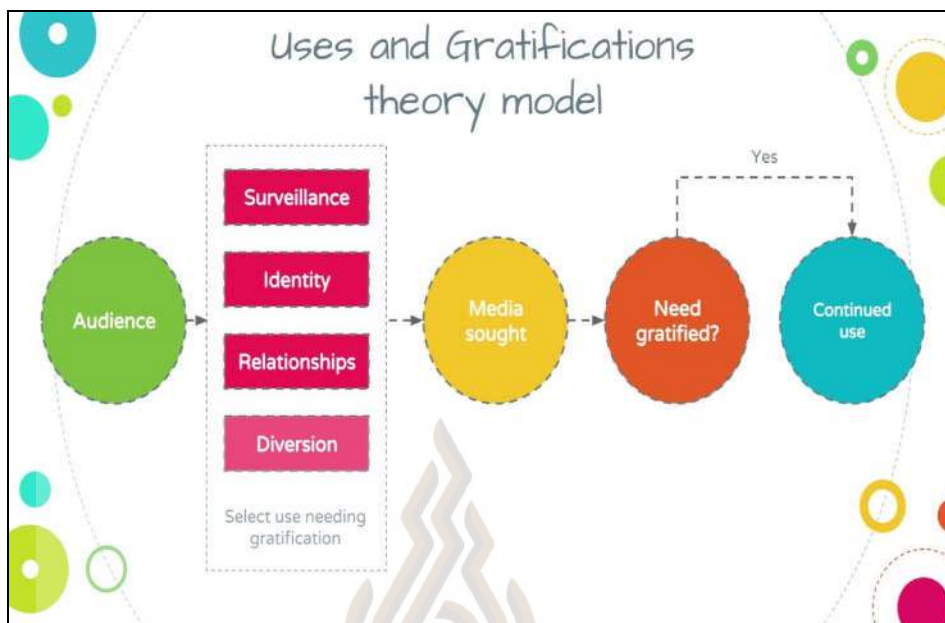 Uses and Gratifications
theory model
Audience
Surveillance
Identity
Relationships
Diversion
Select use needing
gratification
Media
sought
Need
gratified?
Yes
Continued
use